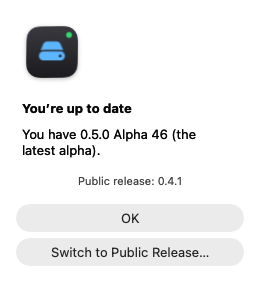 You're up to date
You have 0.5.0 Alpha 46 (the
latest alpha).
Public release: 0.4.1
OK
Switch to Public Release...